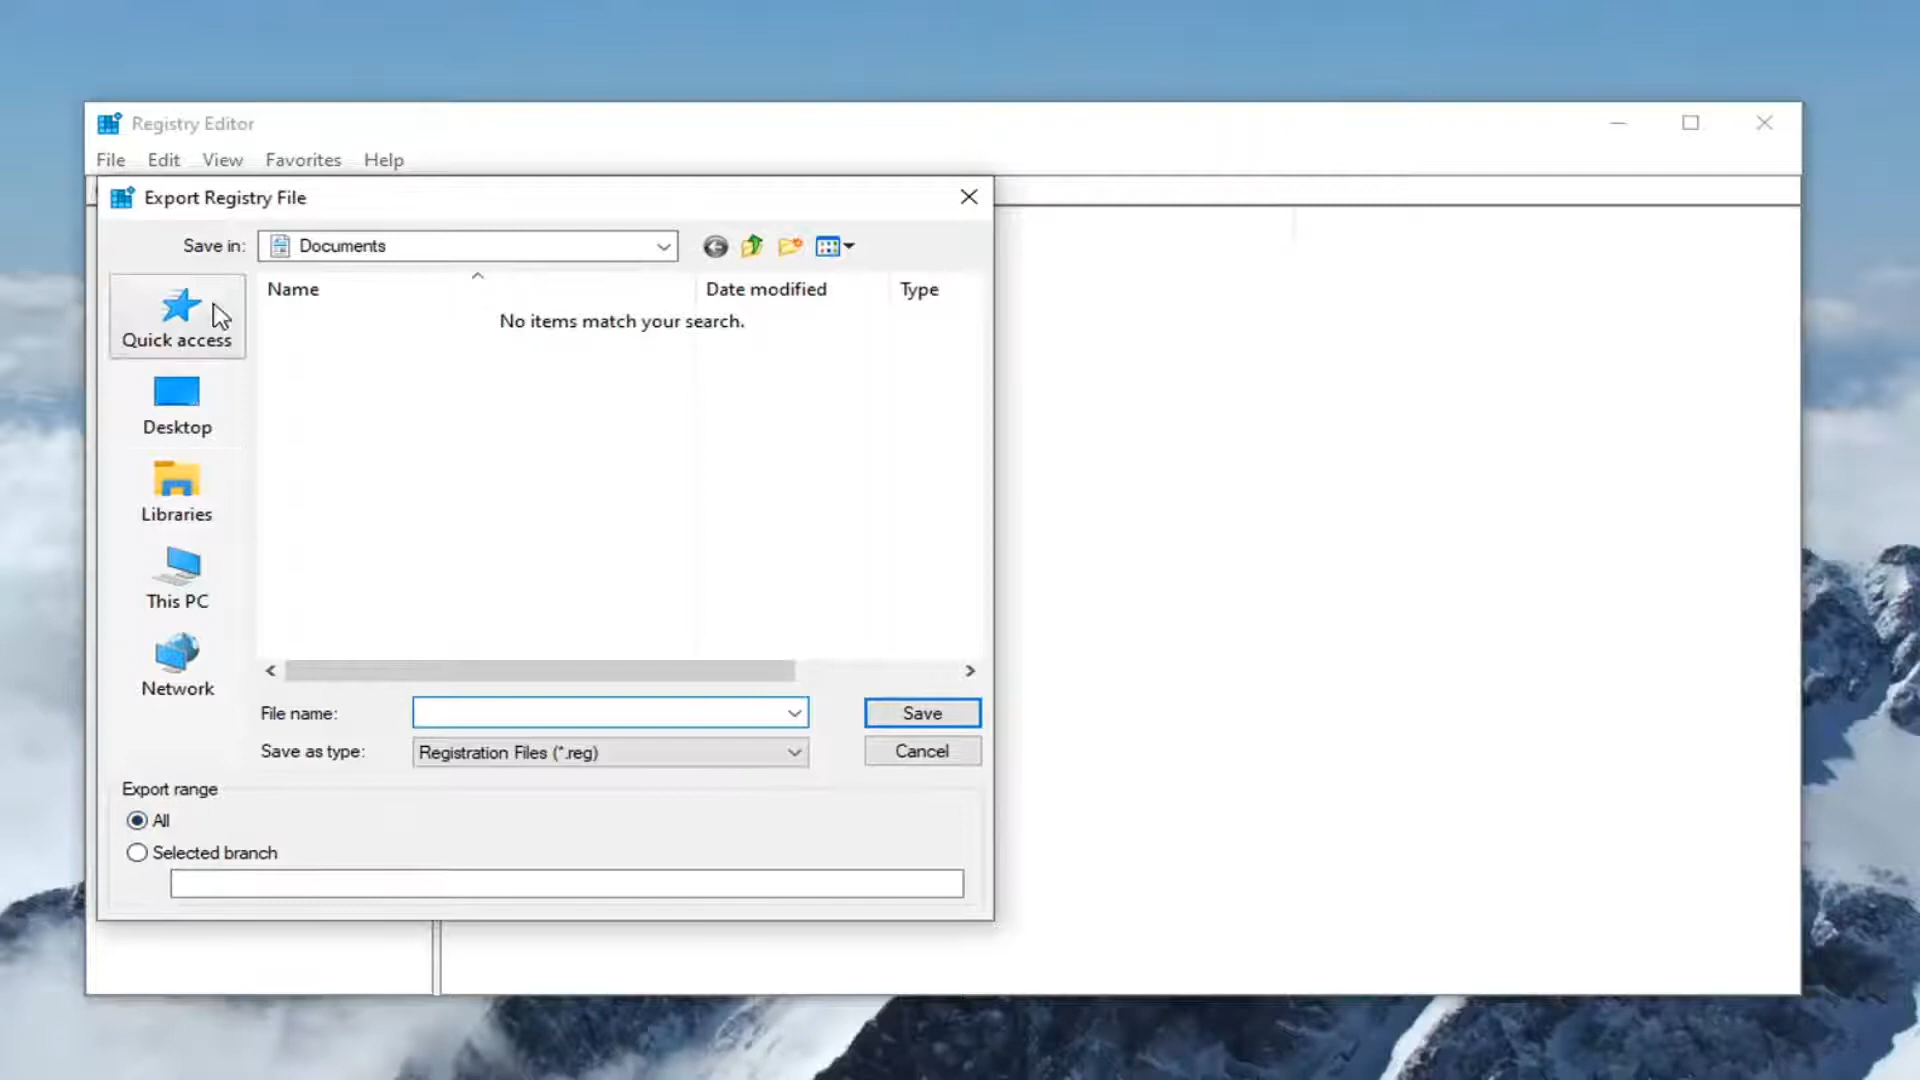 Registry Editor
File Edit View Favorites Help
Export Registry File
Save in: Documents
Name Date modified Type
No items match your search.
Quick access
Desktop
Libraries
This PC
Network
File name: Save
Save as type: Registration Files (*.reg) Cancel
Export range
All
Selected branch